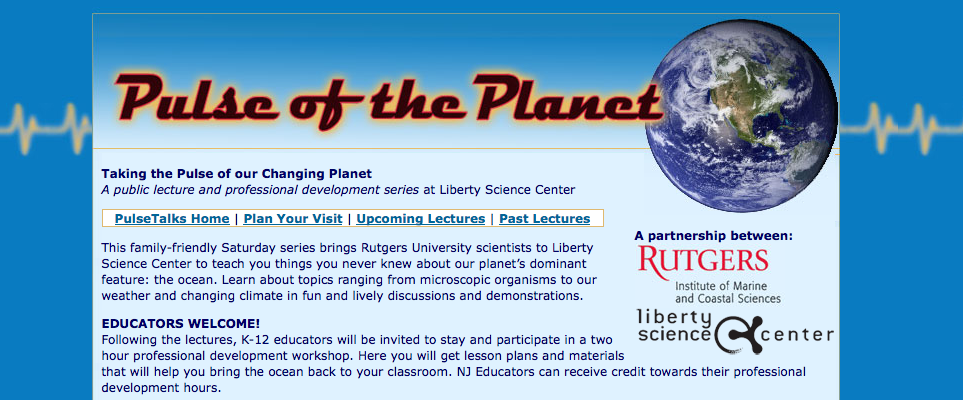 Pulse of the Planet
Taking the Pulse of our Changing Planet
A public lecture and professional development series at Liberty Science Center
PulseTalks Home | Plan Your Visit | Upcoming Lectures | Past Lectures
This family-friendly Saturday series brings Rutgers University scientists to Liberty
Science Center to teach you things you never knew about our planet’s dominant
feature: the ocean. Learn about topics ranging from microscopic organisms to our
weather and changing climate in fun and lively discussions and demonstrations.
A partnership between:
RUTGERS
Institute of Marine
and Coastal Sciences
liberty
science center
EDUCATORS WELCOME!
Following the lectures, K-12 educators will be invited to stay and participate in a two
hour professional development workshop. Here you will get lesson plans and materials
that will help you bring the ocean back to your classroom. NJ Educators can receive credit towards their professional
development hours.